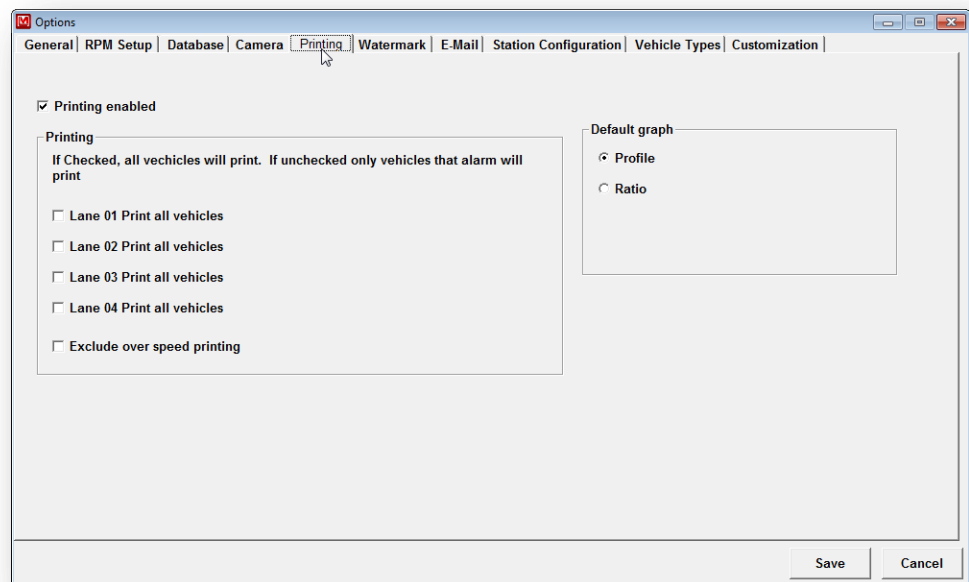 Options
General RPM Setup Database Camera Printing Watermark E-Mail Station Configuration Vehicle Types Customization
Printing enabled
Printing
If Checked, all vechicles will print. If unchecked only vehicles that alarm will
print
Lane 01 Print all vehicles
Lane 02 Print all vehicles
Lane 03 Print all vehicles
Lane 04 Print all vehicles
Exclude over speed printing
Default graph
Profile
Ratio
Save Cancel